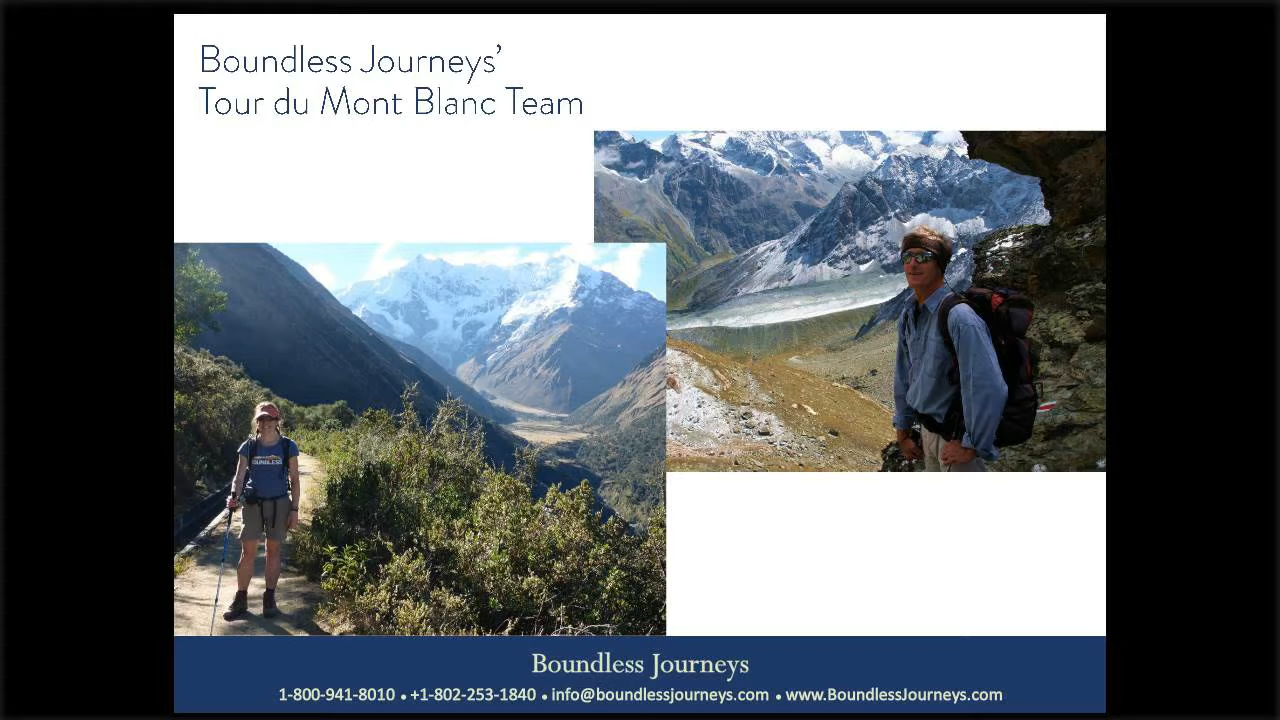 Boundless Journeys’
Tour du Mont Blanc Team
BOUNDLESS
Boundless Journeys
1-800-941-8010 • +1-802-253-1840 • info@boundlessjourneys.com • www.BoundlessJourneys.com